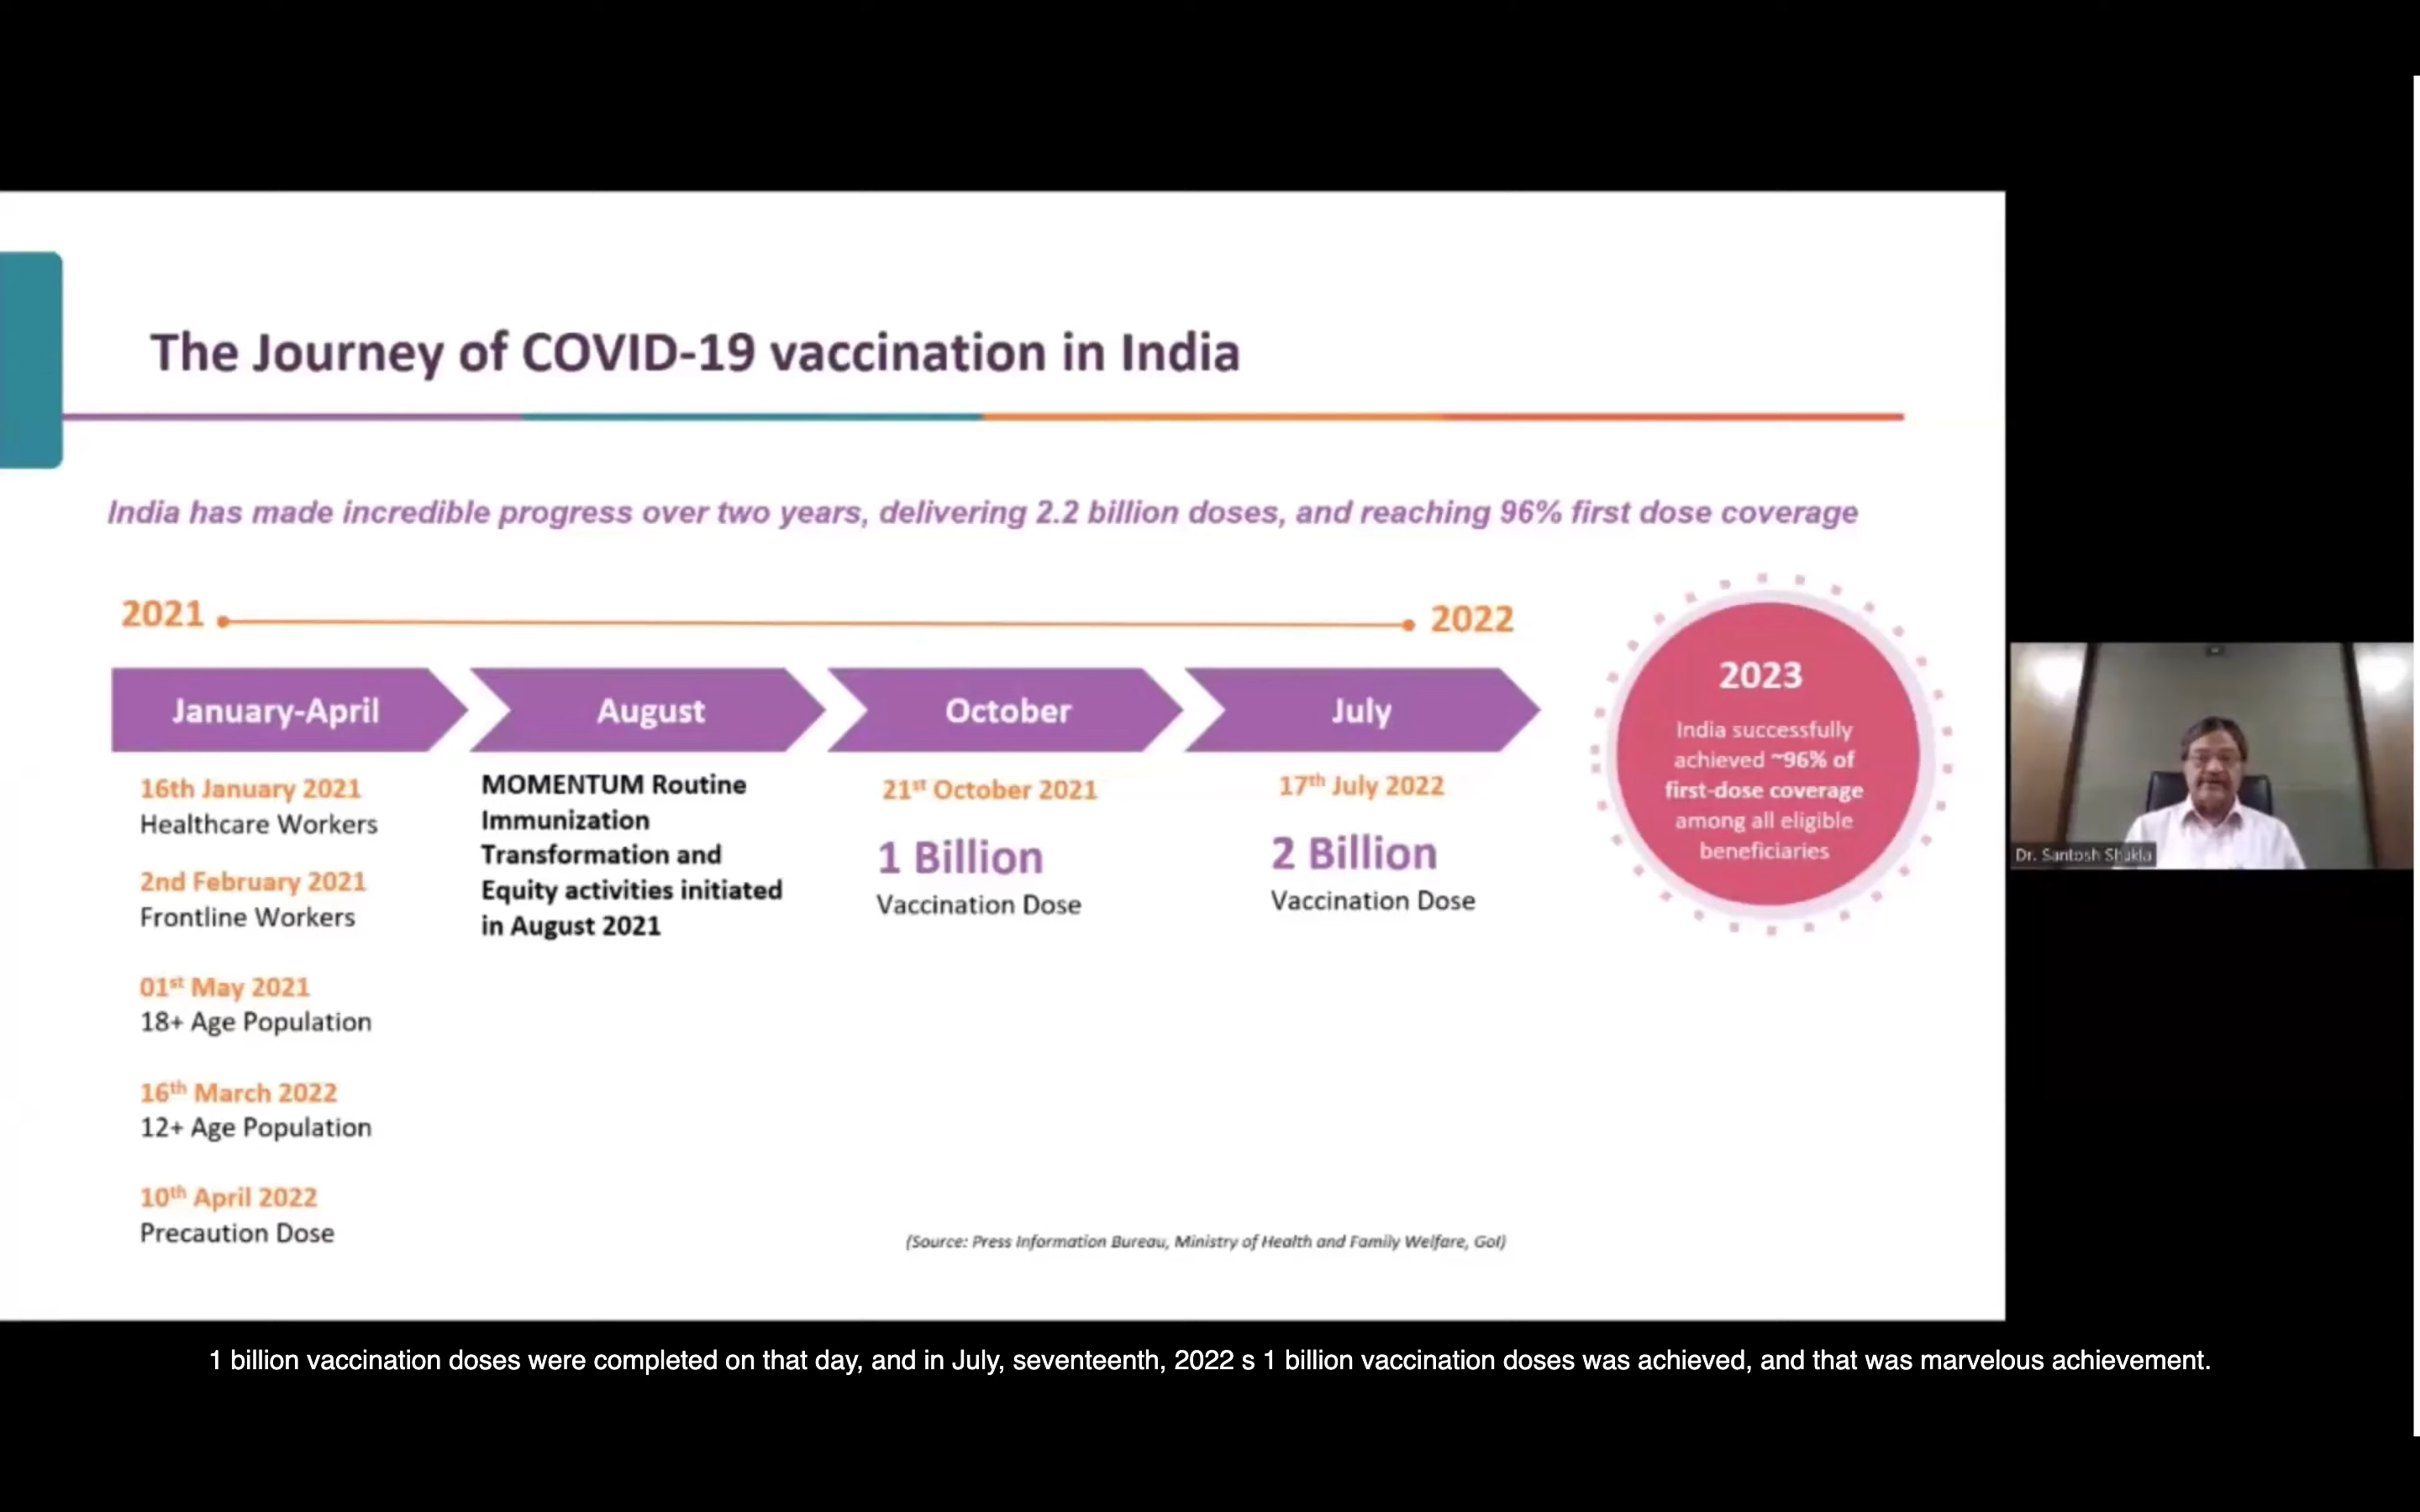 The Journey of COVID-19 vaccination in India
India has made incredible progress over two years, delivering 2.2 billion doses, and reaching 96% first dose coverage
2021
2022
January-April
August
October
July
16th January 2021
Healthcare Workers
2nd February 2021
Frontline Workers
01st May 2021
18+ Age Population
16th March 2022
12+ Age Population
10th April 2022
Precaution Dose
MOMENTUM Routine
Immunization
Transformation and
Equity activities initiated
in August 2021
21st October 2021
1 Billion
Vaccination Dose
17th July 2022
2 Billion
Vaccination Dose
2023
India successfully
achieved ~96% of
first-dose coverage
among all eligible
beneficiaries
(Source: Press Information Bureau, Ministry of Health and Family Welfare, GoI)
Dr. Santosh Shukla
1 billion vaccination doses were completed on that day, and in July, seventeenth, 2022 s 1 billion vaccination doses was achieved, and that was marvelous achievement.